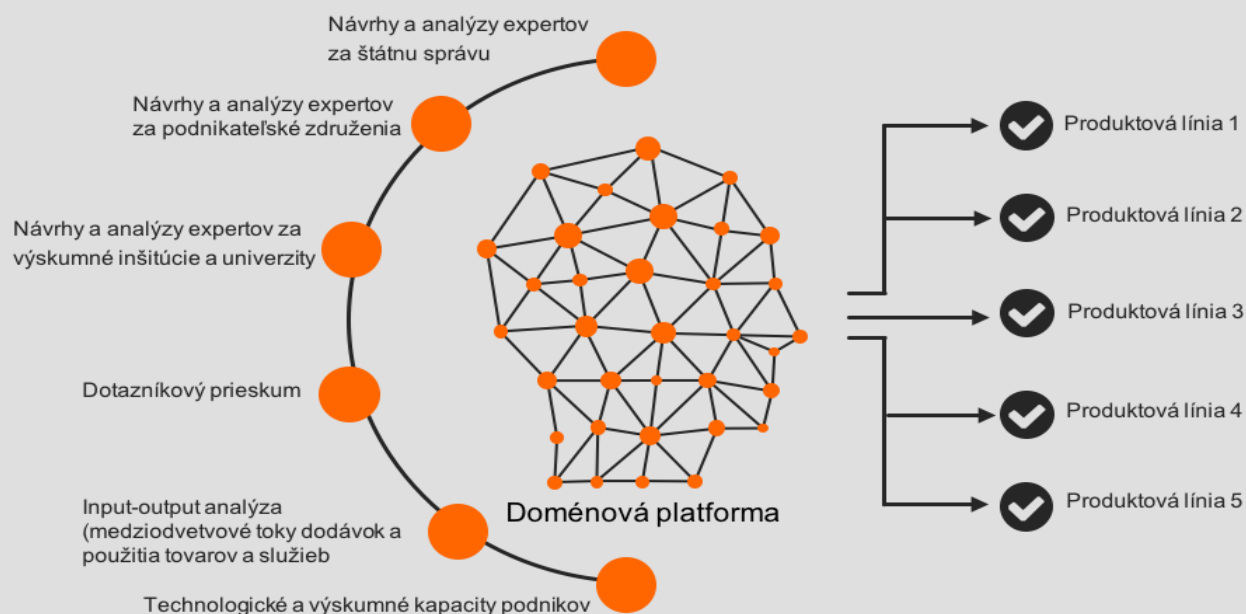 Návrhy a analýzy expertov
za štátnu správu
Návrhy a analýzy expertov
za podnikateľské združenia
Návrhy a analýzy expertov za
výskumné inšitúcie a univerzity
Dotazníkový prieskum
Input-output analýza
(medziodvetvové toky dodávok a
použitia tovarov a služieb
Technologické a výskumné kapacity podnikov
Doménová platforma
Produktová línia 1
Produktová línia 2
Produktová línia 3
Produktová línia 4
Produktová línia 5